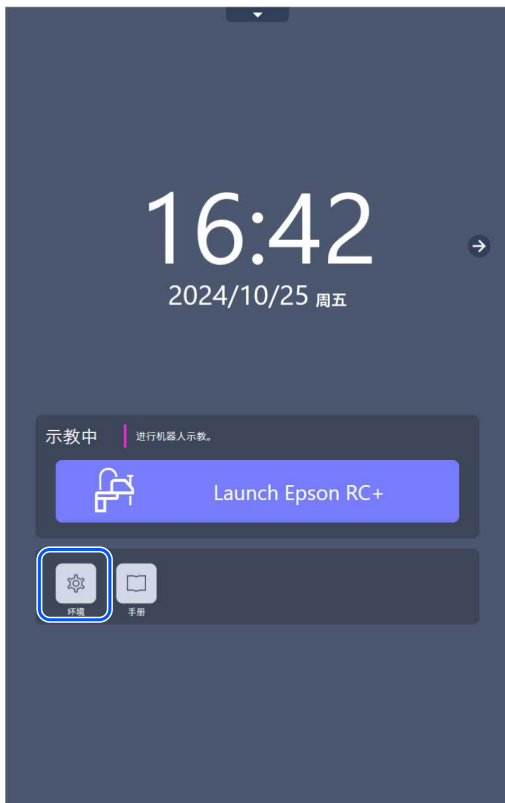 16:42
2024/10/25 周五
示教中 进行机器人示教。
Launch Epson RC+
环境 手册